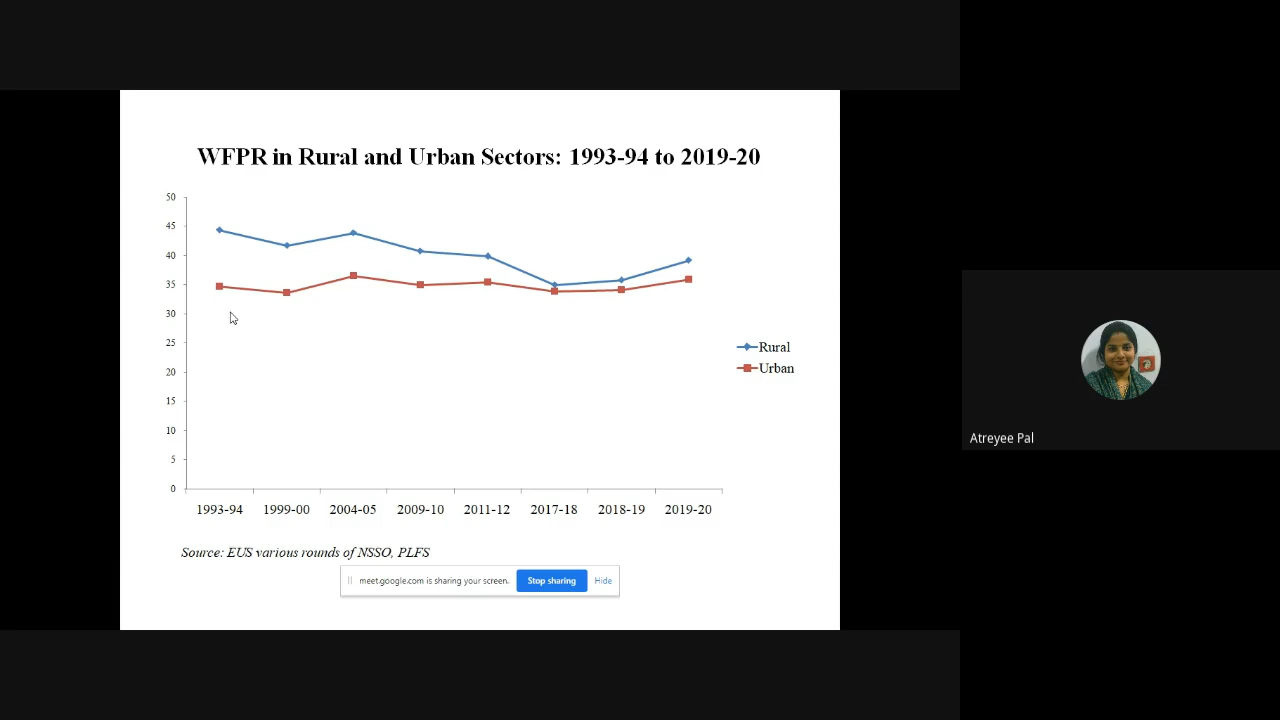 WFPR in Rural and Urban Sectors: 1993-94 to 2019-20
50
45
40
35
30
25
20
15
10
5
0
1993-94 1999-00 2004-05 2009-10 2011-12 2017-18 2018-19 2019-20
Rural
Urban
Source: EUS various rounds of NSSO, PLFS
meet.google.com is sharing your screen. Stop sharing Hide
Atreyee Pal